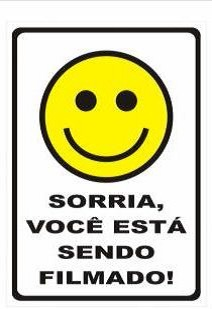 SORRIA,
VOCÊ ESTÁ
SENDO
FILMADO!